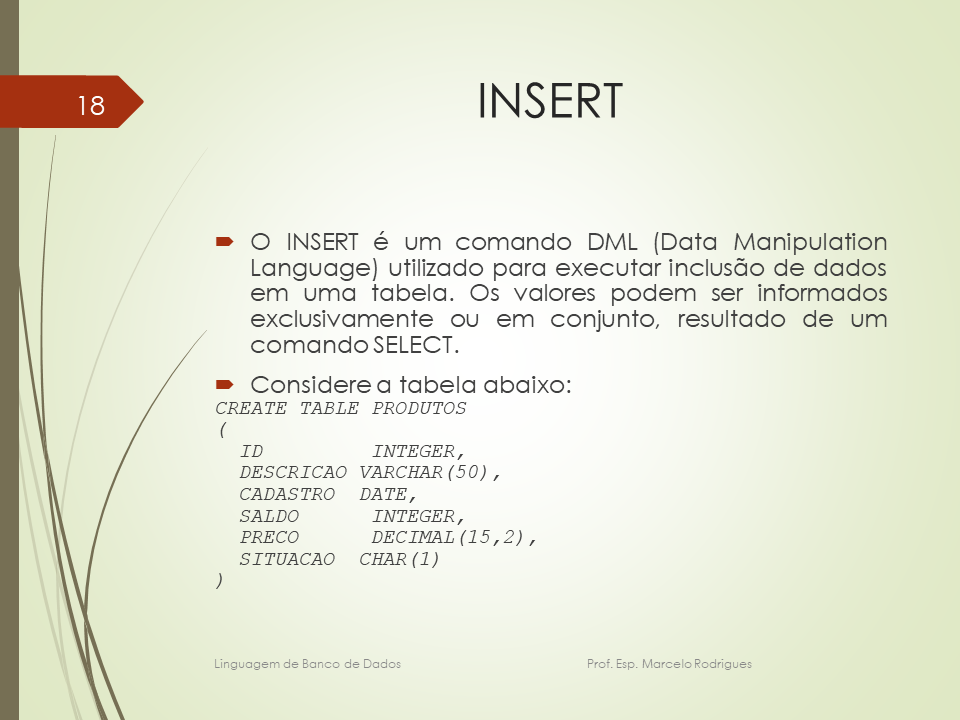 18
INSERT
O INSERT é um comando DML (Data Manipulation
Language) utilizado para executar inclusão de dados
em uma tabela. Os valores podem ser informados
exclusivamente ou em conjunto, resultado de um
comando SELECT.
Considere a tabela abaixo:
CREATE TABLE PRODUTOS
(
ID INTEGER,
DESCRICAO VARCHAR(50),
CADASTRO DATE,
SALDO INTEGER,
PRECO DECIMAL(15,2),
SITUACAO CHAR(1)
)
Linguagem de Banco de Dados Prof. Esp. Marcelo Rodrigues